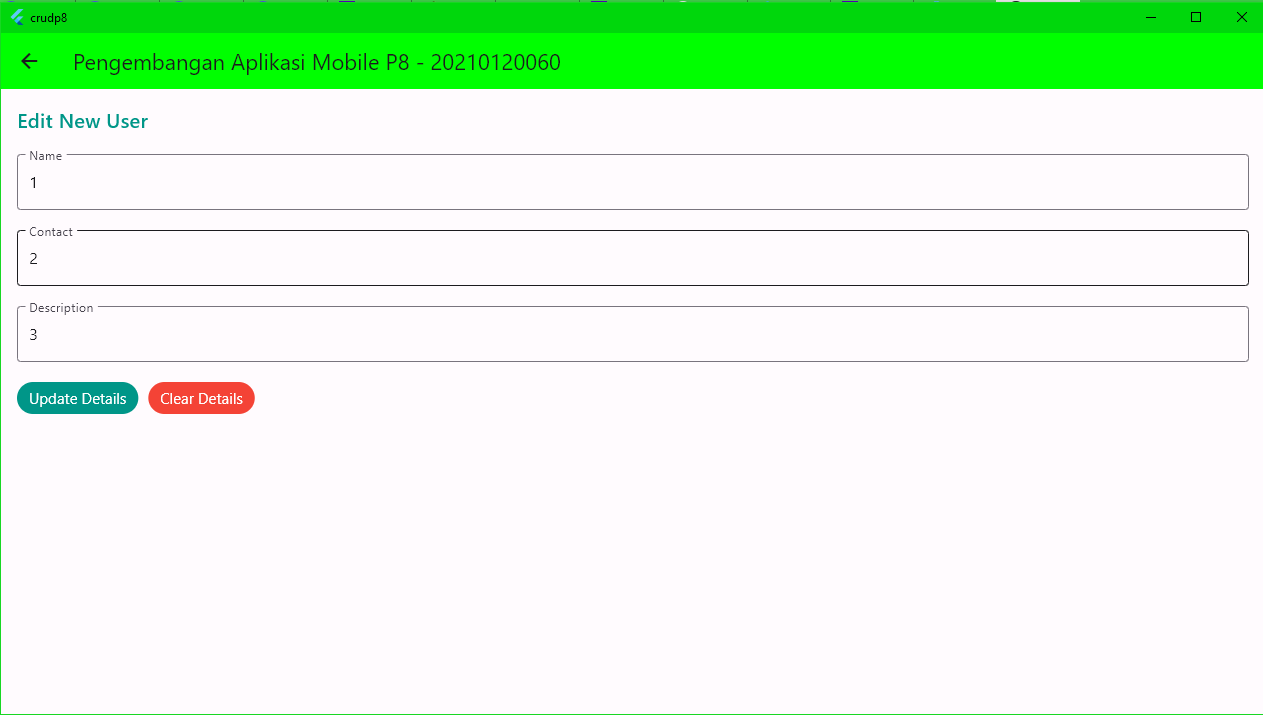 crudp8
Pengembangan Aplikasi Mobile P8 - 20210120060
Edit New User
Name
1
Contact
2
Description
3
Update Details Clear Details